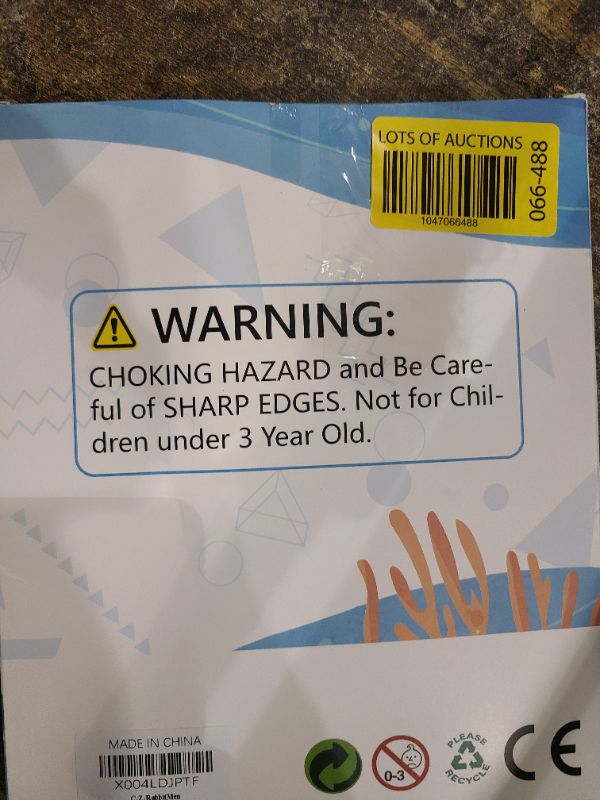 LOTS OF AUCTIONS
1047066488
066-488
WARNING:
CHOKING HAZARD and Be Care-
ful of SHARP EDGES. Not for Chil-
dren under 3 Year Old.
MADE IN CHINA
X004LDJPTF
C-Z-RabbitMen
0-3
PLEASE
RECYCLE
CE